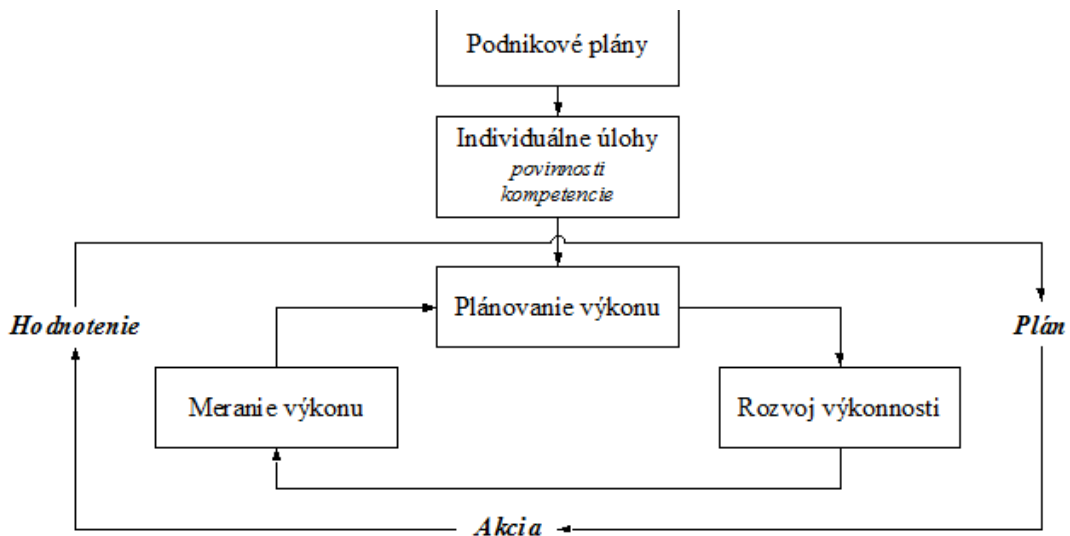 Podnikové plány
Individuálne úlohy
povinnosti
kompetencie
Plánovanie výkonu
Hodnotenie
Plán
Meranie výkonu
Rozvoj výkonnosti
Akcia